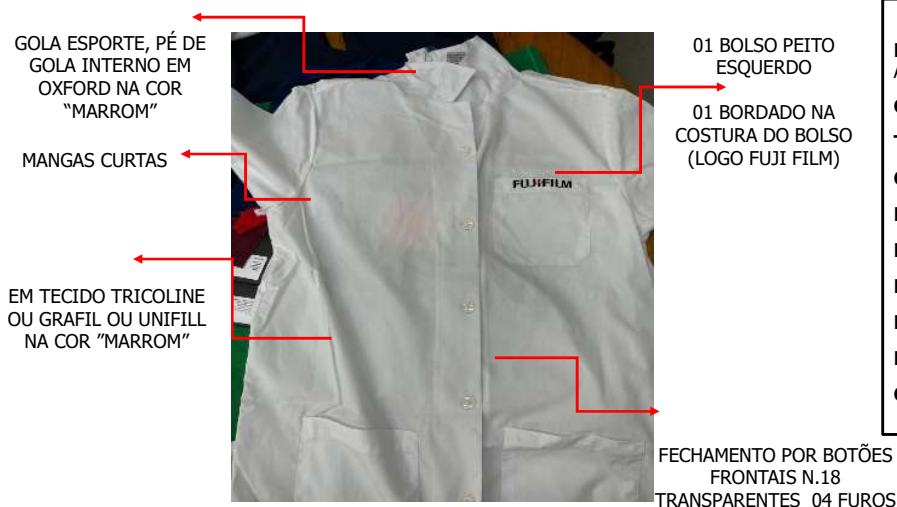 GOLA ESPORTE, PÉ DE
GOLA INTERNO EM
OXFORD NA COR
“MARROM”
MANGAS CURTAS
EM TECIDO TRICOLINE
OU GRAFIL OU UNIFILL
NA COR ”MARROM”
FUJIFILM
01 BOLSO PEITO
ESQUERDO
01 BORDADO NA
COSTURA DO BOLSO
(LOGO FUJI FILM)
FECHAMENTO POR BOTÕES
FRONTAIS N.18
TRANSPARENTES 04 FUROS